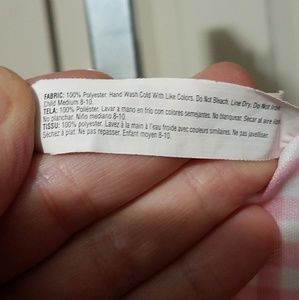 FABRIC: 100% Polyester. Hand Wash Cold With Like Colors. Do Not Bleach. Line Dry. Do Not
Child Medium 8-10.
TELA: 100% Poliéster. Lavar a mano en frío con colores semejantes. No blanquear. Secar al aire
No planchar. Niño mediano 8-10.
TISSU: 100% polyester. Lavez à la main à l'eau froide avec couleurs similaires. Ne pas javelliser.
Séchez à plat. Ne pas repasser. Enfant moyen 8-10.